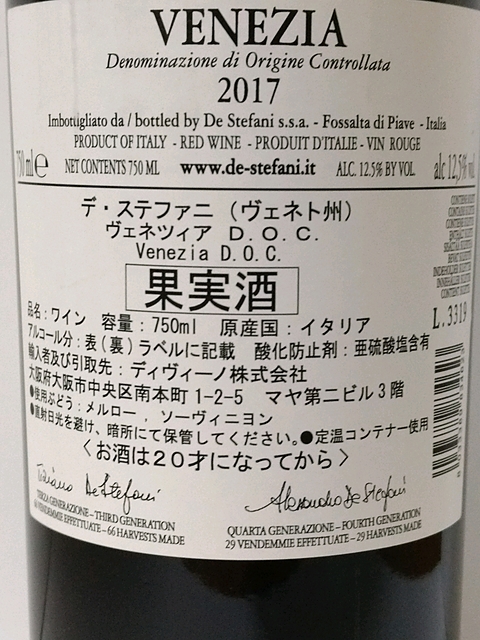 VENEZIA
Denominazione di Origine Controllata
2017
Imbotugliato da / bottled by De Stefani s.s.a. - Fossalta di Piave - Italia
PRODUCT OF ITALY - RED WINE - PRODUIT D'ITALIE - VIN ROUGE
750 ml e NET CONTENTS 750 ML www.de-stefani.it ALC. 12.5% BY VOL. alc 12,5% vol
デ・ステファニ （ヴェネト州）
ヴェネツィア D.O.C.
Venezia D.O.C.
果実酒
L.3319
品名：ワイン 容量：750ml 原産国：イタリア
アルコール分：表(裏)ラベルに記載 酸化防止剤：亜硫酸塩含有
輸入者及び引取先：ディヴィーノ株式会社
大阪府大阪市中央区南本町1-2-5 マヤ第二ビル3階
●使用ぶどう：メルロー , ソーヴィニヨン
●直射日光を避け、暗所にて保管してください。●定温コンテナー使用
〈お酒は20才になってから〉
Tiziano De Stefani
Alessandro De Stefani
TERZA GENERAZIONE – THIRD GENERATION
66 VENDEMMIE EFFETTUATE - 66 HARVESTS MADE
QUARTA GENERAZIONE – FOURTH GENERATION
29 VENDEMMIE EFFETTUATE - 29 HARVESTS MADE